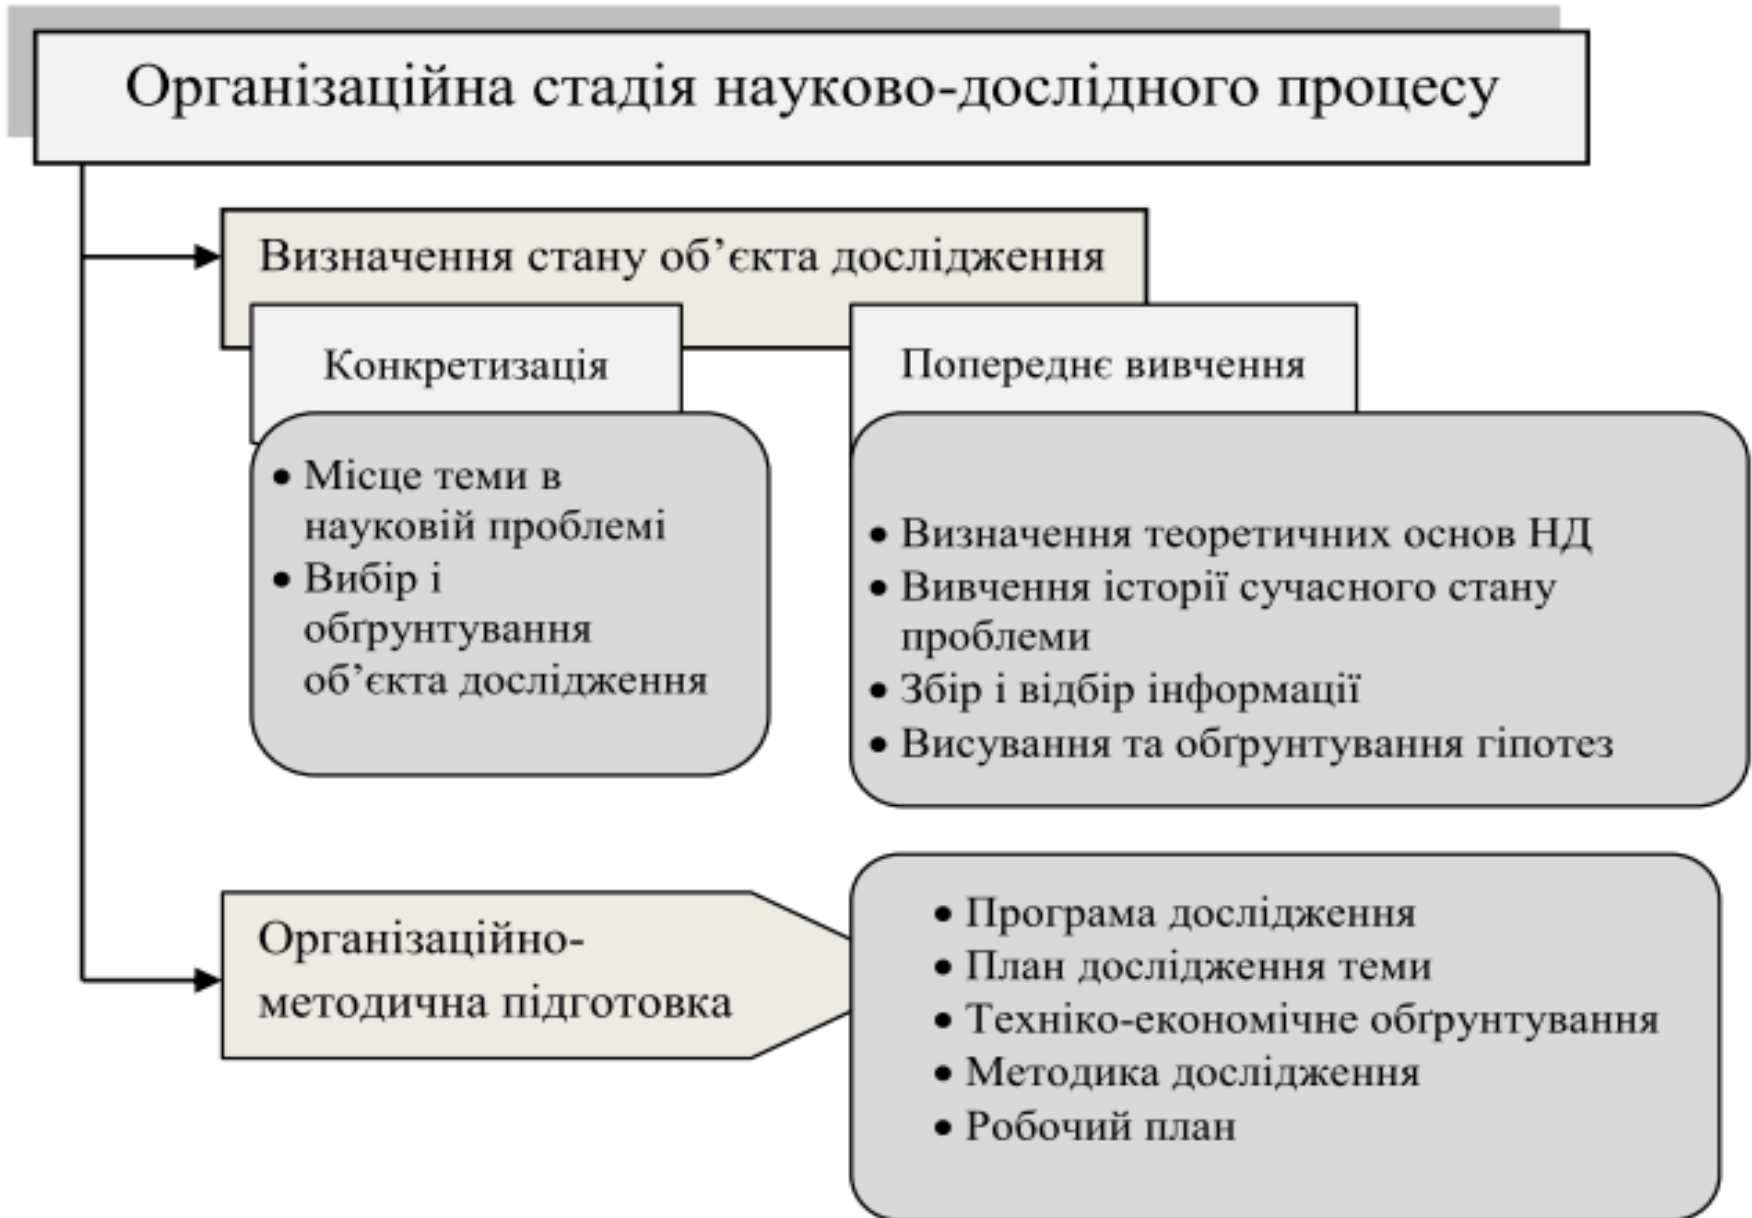 Організаційна стадія науково-дослідного процесу
Визначення стану об’єкта дослідження
Конкретизація
• Місце теми в
науковій проблемі
• Вибір і
обґрунтування
об’єкта дослідження
Попереднє вивчення
• Визначення теоретичних основ НД
• Вивчення історії сучасного стану
проблеми
• Збір і відбір інформації
• Висування та обґрунтування гіпотез
Організаційно-
методична підготовка
• Програма дослідження
• План дослідження теми
• Техніко-економічне обґрунтування
• Методика дослідження
• Робочий план